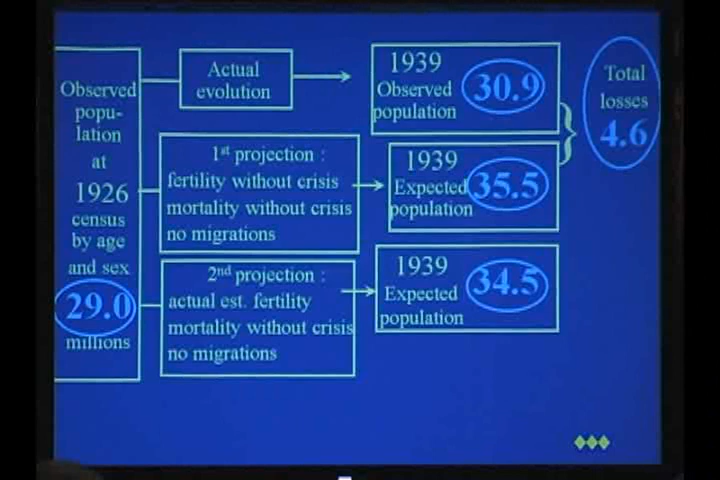 Observed
popu-
lation
at
1926
census
by age
and sex
29.0
millions
Actual
evolution
1939
Observed
population
30.9
1st projection :
fertility without crisis
mortality without crisis
no migrations
1939
Expected
population
35.5
2nd projection :
actual est. fertility
mortality without crisis
no migrations
1939
Expected
population
34.5
Total
losses
4.6